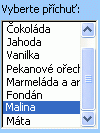 Vyberte příchuť:
Čokoláda
Jahoda
Vanilka
Pekanové ořech
Marmeláda a ar
Fondán
Malina
Máta